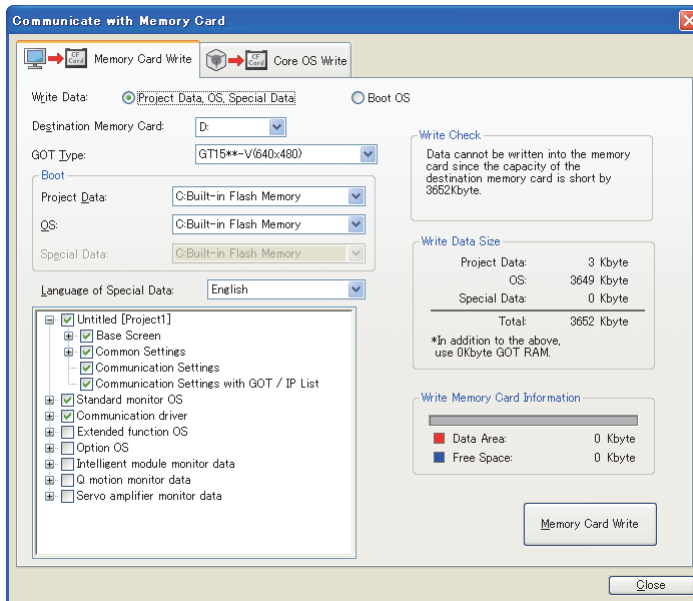 Communicate with Memory Card
CF Card Memory Card Write
CF Card Core OS Write
Write Data: Project Data, OS, Special Data Boot OS
Destination Memory Card: D:
GOT Type: GT15**-V(640x480)
Boot
Project Data: C:Built-in Flash Memory
OS: C:Built-in Flash Memory
Special Data: C:Built-in Flash Memory
Language of Special Data: English
Untitled [Project1]
Base Screen
Common Settings
Communication Settings
Communication Settings with GOT / IP List
Standard monitor OS
Communication driver
Extended function OS
Option OS
Intelligent module monitor data
Q motion monitor data
Servo amplifier monitor data
Write Check
Data cannot be written into the memory
card since the capacity of the
destination memory card is short by
3652Kbyte.
Write Data Size
Project Data: 3 Kbyte
OS: 3649 Kbyte
Special Data: 0 Kbyte
Total: 3652 Kbyte
*In addition to the above,
use 0Kbyte GOT RAM.
Write Memory Card Information
Data Area: 0 Kbyte
Free Space: 0 Kbyte
Memory Card Write
Close